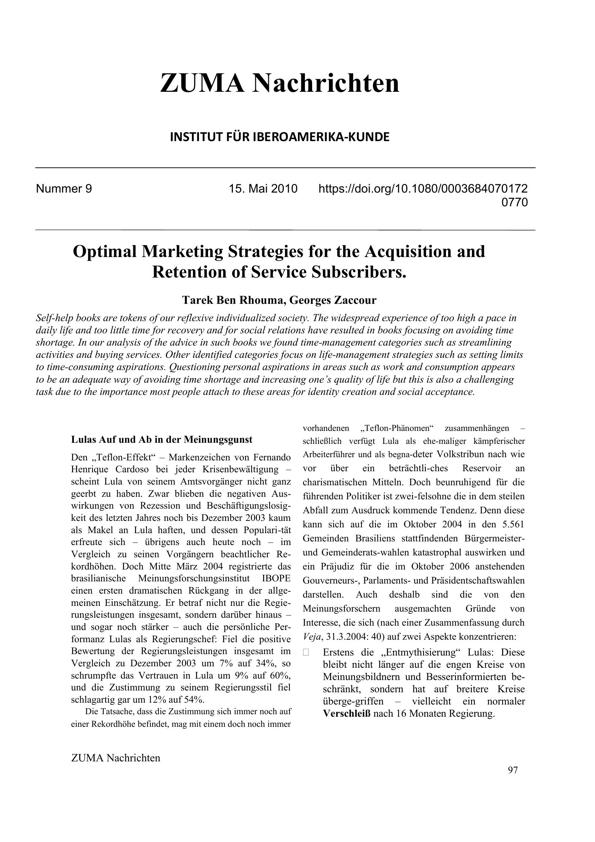 ZUMA Nachrichten
INSTITUT FÜR IBEROAMERIKA-KUNDE
Nummer 9
15. Mai 2010
https://doi.org/10.1080/0003684070172
0770
Optimal Marketing Strategies for the Acquisition and
Retention of Service Subscribers.
Tarek Ben Rhouma, Georges Zaccour
Self-help books are tokens of our reflexive individualized society. The widespread experience of too high a pace in
daily life and too little time for recovery and for social relations have resulted in books focusing on avoiding time
shortage. In our analysis of the advice in such books we found time-management categories such as streamlining
activities and buying services. Other identified categories focus on life-management strategies such as setting limits
to time-consuming aspirations. Questioning personal aspirations in areas such as work and consumption appears
to be an adequate way of avoiding time shortage and increasing one’s quality of life but this is also a challenging
task due to the importance most people attach to these areas for identity creation and social acceptance.
Lulas Auf und Ab in der Meinungsgunst
Den „Teflon-Effekt“ – Markenzeichen von Fernando
Henrique Cardoso bei jeder Krisenbewältigung –
scheint Lula von seinem Amtsvorgänger nicht ganz
geerbt zu haben. Zwar blieben die negativen Aus-
wirkungen von Rezession und Beschäftigungslosig-
keit des letzten Jahres noch bis Dezember 2003 kaum
als Makel an Lula haften, und dessen Populari-tät
erfreute sich – übrigens auch heute noch – im
Vergleich zu seinen Vorgängern beachtlicher Re-
kordhöhen. Doch Mitte März 2004 registrierte das
brasilianische Meinungsforschungsinstitut IBOPE
einen ersten dramatischen Rückgang in der allge-
meinen Einschätzung. Er betraf nicht nur die Regie-
rungsleistungen insgesamt, sondern darüber hinaus –
und sogar noch stärker – auch die persönliche Per-
formanz Lulas als Regierungschef: Fiel die positive
Bewertung der Regierungsleistungen insgesamt im
Vergleich zu Dezember 2003 um 7% auf 34%, so
schrumpfte das Vertrauen in Lula um 9% auf 60%,
und die Zustimmung zu seinem Regierungsstil fiel
schlagartig gar um 12% auf 54%.
Die Tatsache, dass die Zustimmung sich immer noch auf
einer Rekordhöhe befindet, mag mit einem doch noch immer
vorhandenen „Teflon-Phänomen“ zusammenhängen –
schließlich verfügt Lula als ehe-maliger kämpferischer
Arbeiterführer und als begna-deter Volkstribun nach wie
vor über ein beträchtli-ches Reservoir an
charismatischen Mitteln. Doch beunruhigend für die
führenden Politiker ist zwei-felsohne die in dem steilen
Abfall zum Ausdruck kommende Tendenz. Denn diese
kann sich auf die im Oktober 2004 in den 5.561
Gemeinden Brasiliens stattfindenden Bürgermeister-
und Gemeinderats-wahlen katastrophal auswirken und
ein Präjudiz für die im Oktober 2006 anstehenden
Gouverneurs-, Parlaments- und Präsidentschaftswahlen
darstellen. Auch deshalb sind die von den
Meinungsforschern ausgemachten Gründe von
Interesse, die sich (nach einer Zusammenfassung durch
Veja, 31.3.2004: 40) auf zwei Aspekte konzentrieren:
Erstens die „Entmythisierung“ Lulas: Diese
bleibt nicht länger auf die engen Kreise von
Meinungsbildnern und Besserinformierten be-
schränkt, sondern hat auf breitere Kreise
überge-griffen – vielleicht ein normaler
Verschleiß nach 16 Monaten Regierung.
ZUMA Nachrichten
97